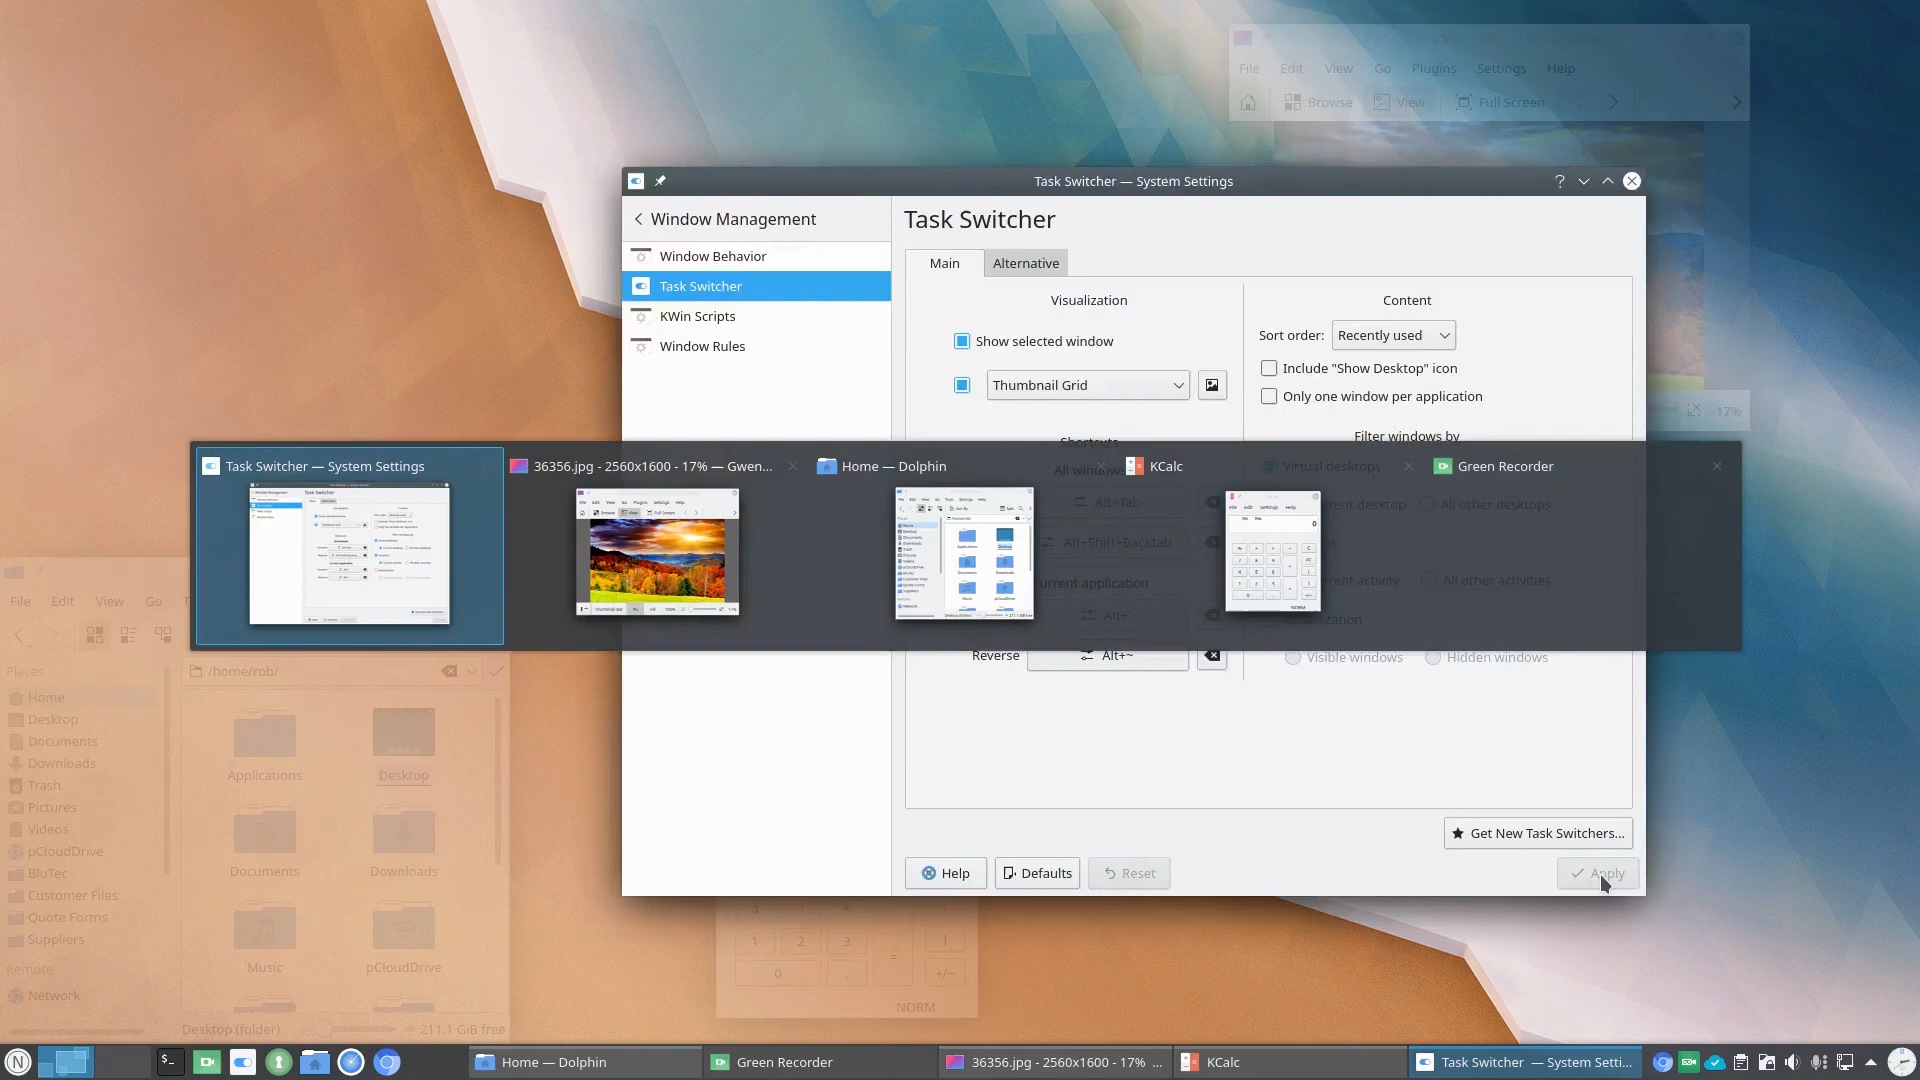 File Edit View Go Plugins Settings Help
Browse View Full Screen
Task Switcher — System Settings
Window Management
Window Behavior
Task Switcher
KWin Scripts
Window Rules
Task Switcher
Main Alternative
Visualization
Show selected window
Thumbnail Grid
Content
Sort order: Recently used
Include "Show Desktop" icon
Only one window per application
17%
Shortcuts
Filter windows by
Task Switcher — System Settings
36356.jpg - 2560x1600 - 17% — Gwen...
Home — Dolphin
KCalc
Green Recorder
All windows
Virtual desktops
Alt+Tab
All other desktops
Alt+Shift+Backtab
All other activities
Alt+`
Reverse Alt+~
Visible windows Hidden windows
Get New Task Switchers...
Help Defaults Reset Apply
File Edit View Go
Places
Home
Desktop
Documents
Downloads
Trash
Pictures
Videos
pCloudDrive
BluTec
Customer Files
Quote Forms
Suppliers
Remote
Network
/home/rob/
Applications Desktop
Documents Downloads
Music pCloudDrive
Desktop (folder) 211.1 GiB free
1 2 3 )
0 . = +/−
NORM
Home — Dolphin
Green Recorder
36356.jpg - 2560x1600 - 17% ...
KCalc
Task Switcher — System Setti...